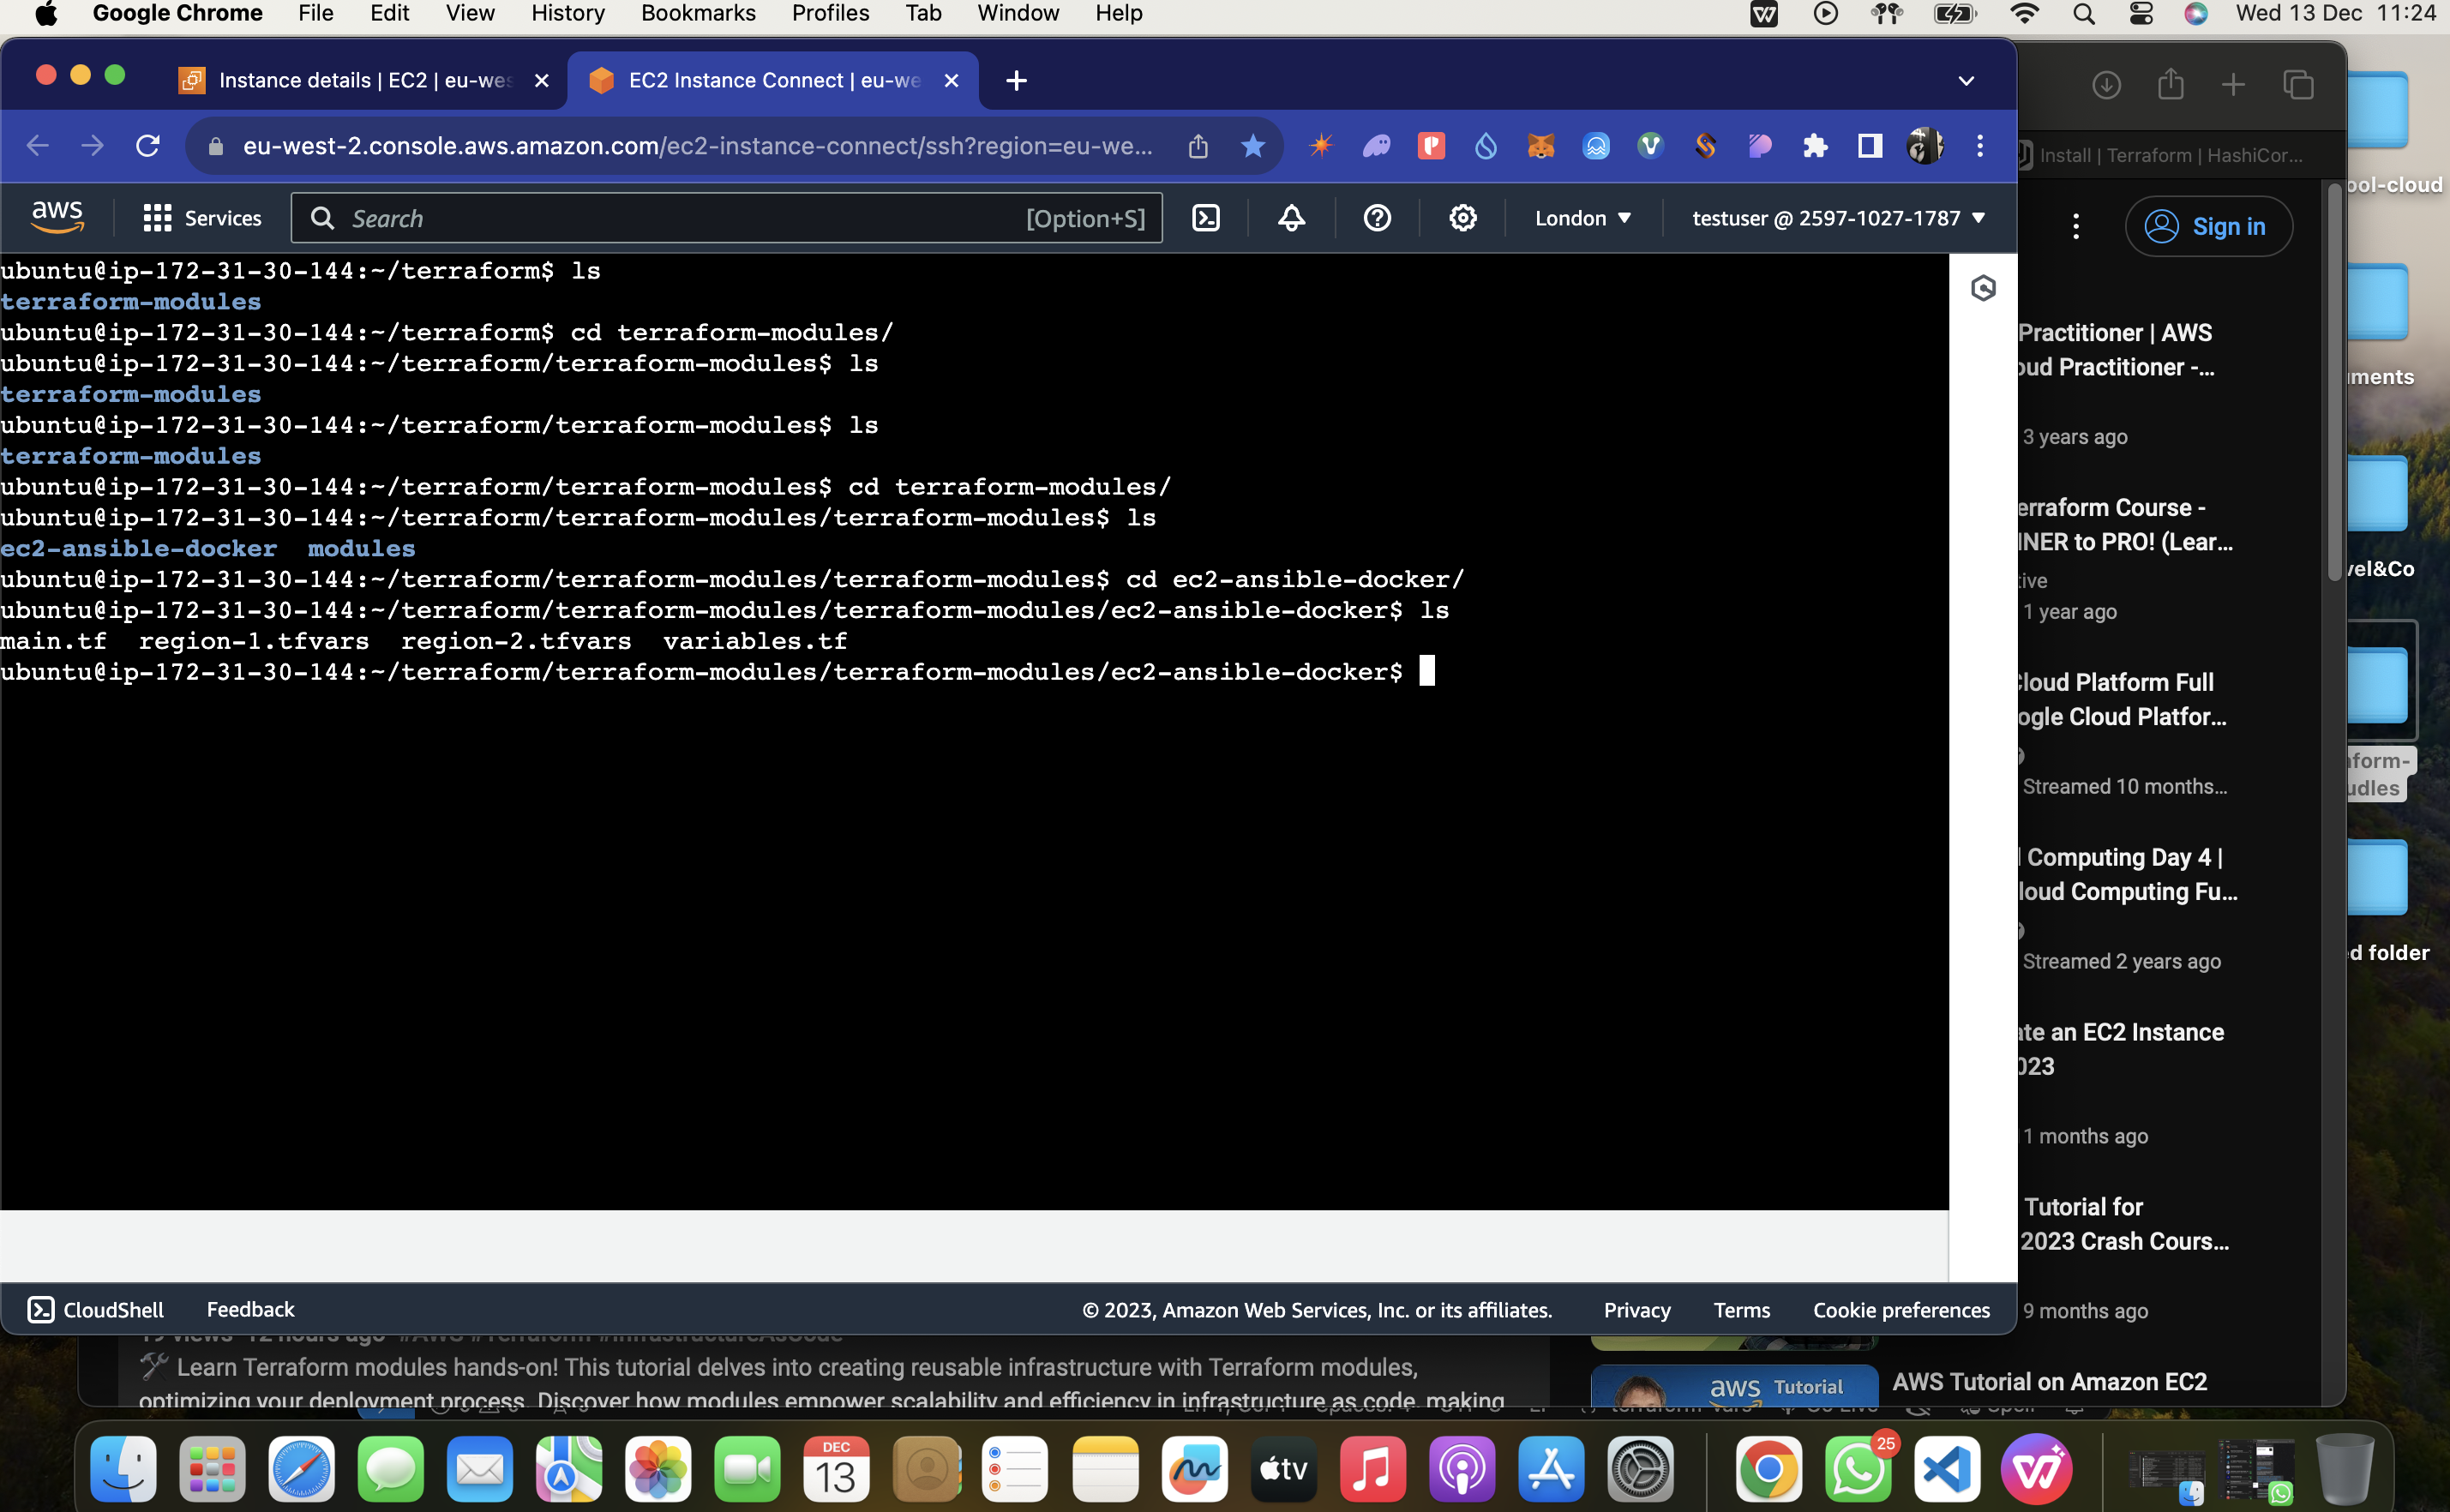 Google Chrome File Edit View History Bookmarks Profiles Tab Window Help Wed 13 Dec 11:24
Instance details | EC2 | eu-wes
EC2 Instance Connect | eu-we
eu-west-2.console.aws.amazon.com/ec2-instance-connect/ssh?region=eu-we...
aws Services Search [Option+S] London testuser @ 2597-1027-1787
ubuntu@ip-172-31-30-144:~/terraform$ ls
terraform-modules
ubuntu@ip-172-31-30-144:~/terraform$ cd terraform-modules/
ubuntu@ip-172-31-30-144:~/terraform/terraform-modules$ ls
terraform-modules
ubuntu@ip-172-31-30-144:~/terraform/terraform-modules$ ls
terraform-modules
ubuntu@ip-172-31-30-144:~/terraform/terraform-modules$ cd terraform-modules/
ubuntu@ip-172-31-30-144:~/terraform/terraform-modules/terraform-modules$ ls
ec2-ansible-docker modules
ubuntu@ip-172-31-30-144:~/terraform/terraform-modules/terraform-modules$ cd ec2-ansible-docker/
ubuntu@ip-172-31-30-144:~/terraform/terraform-modules/terraform-modules/ec2-ansible-docker$ ls
main.tf region-1.tfvars region-2.tfvars variables.tf
ubuntu@ip-172-31-30-144:~/terraform/terraform-modules/terraform-modules/ec2-ansible-docker$
CloudShell Feedback © 2023, Amazon Web Services, Inc. or its affiliates. Privacy Terms Cookie preferences
Install | Terraform | HashiCor...
Sign in
Practitioner | AWS
oud Practitioner -...
3 years ago
erraform Course -
INER to PRO! (Lear...
tive
1 year ago
Cloud Platform Full
ogle Cloud Platfor...
Streamed 10 months...
Computing Day 4 |
loud Computing Fu...
Streamed 2 years ago
ate an EC2 Instance
023
1 months ago
Tutorial for
2023 Crash Cours...
9 months ago
ool-cloud
uments
vel&Co
aform-
udles
d folder
19 views 12 hours ago #AWS #Terraform #InfrastructureAsCode
Learn Terraform modules hands-on! This tutorial delves into creating reusable infrastructure with Terraform modules,
optimizing your deployment process. Discover how modules empower scalability and efficiency in infrastructure as code, making
aws Tutorial
AWS Tutorial on Amazon EC2
DEC
13
tv
25